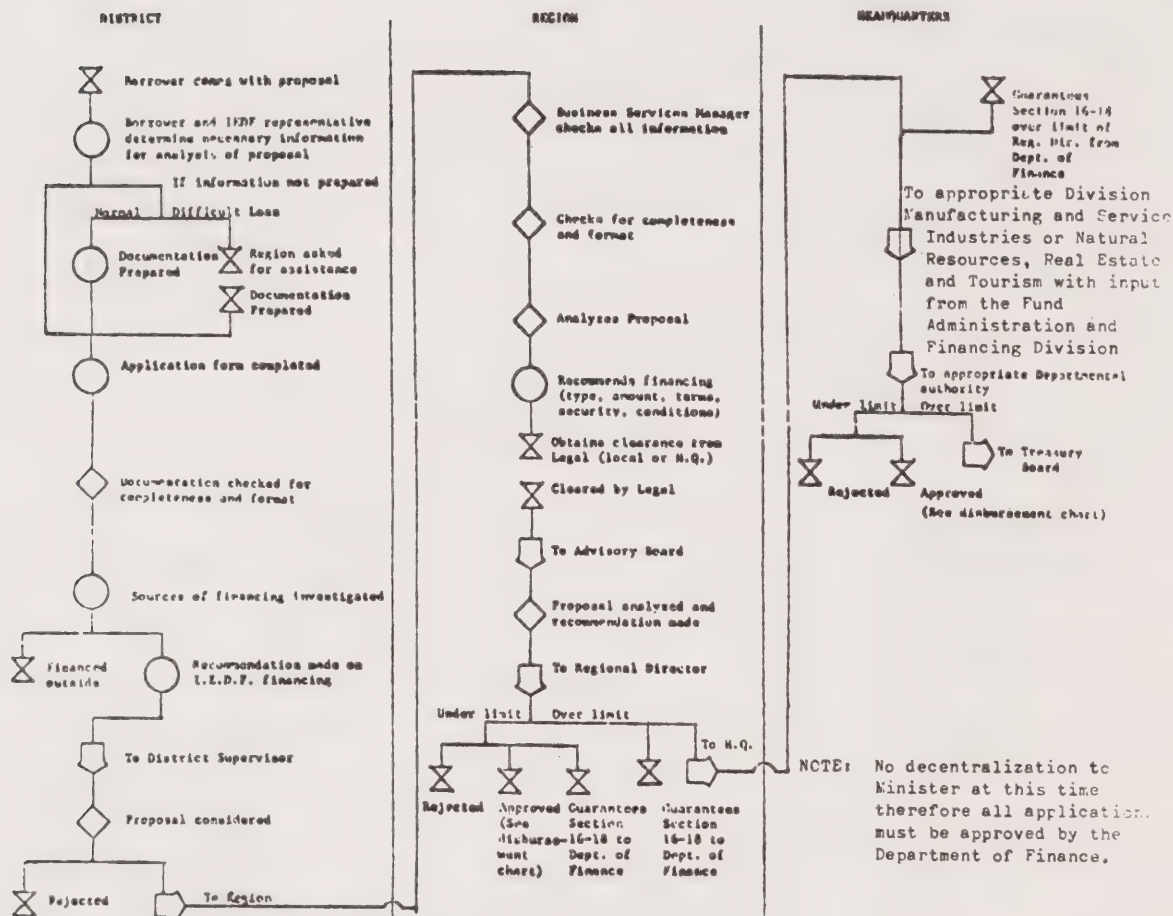 DISTRICT
Borrower comes with proposal
Borrower and IEDF representative
determine necessary information
for analysis of proposal
If information not prepared
Normal Difficult Loan
Documentation
Prepared
Region asked
for assistance
Documentation
Prepared
Application form completed
Documentation checked for
completeness and format
Sources of financing investigated
Financed
outside
Recommendation made on
I.E.D.F. financing
To District Supervisor
Proposal considered
Rejected
To Region
REGION
Business Services Manager
checks all information
Checks for completeness
and format
Analyzes Proposal
Recommends financing
(type, amount, terms,
security, conditions)
Obtains clearance from
Legal (local or H.Q.)
Cleared by Legal
To Advisory Board
Proposal analyzed and
recommendation made
To Regional Director
Under limit Over limit
To H.Q.
Rejected
Approved
(See
disburse-
ment
chart)
Guarantees
Section
16-18 to
Dept. of
Finance
Guarantees
Section
16-18 to
Dept. of
Finance
HEADQUARTERS
Guarantees
Section 16-18
over limit of
Reg. Dir. from
Dept. of
Finance
To appropriate Division
Manufacturing and Service
Industries or Natural
Resources, Real Estate
and Tourism with input
from the Fund
Administration and
Financing Division
To appropriate Departmental
authority
Under limit Over limit
To Treasury
Board
Rejected
Approved
(See disbursement chart)
NOTE: No decentralization to
Minister at this time
therefore all application
must be approved by the
Department of Finance.